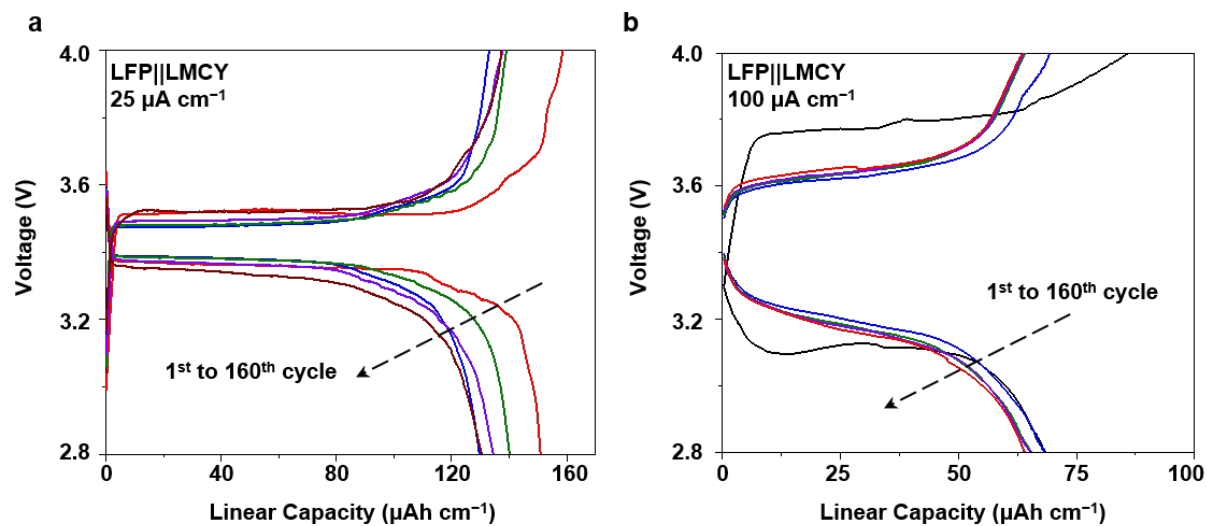 a
LFP||LMCY
25 µA cm⁻¹
Voltage (V)
4.0
3.6
3.2
2.8
1st to 160th cycle
0
40
80
120
160
Linear Capacity (µAh cm⁻¹)
b
LFP||LMCY
100 µA cm⁻¹
Voltage (V)
4.0
3.6
3.2
2.8
1st to 160th cycle
0
25
50
75
100
Linear Capacity (µAh cm⁻¹)